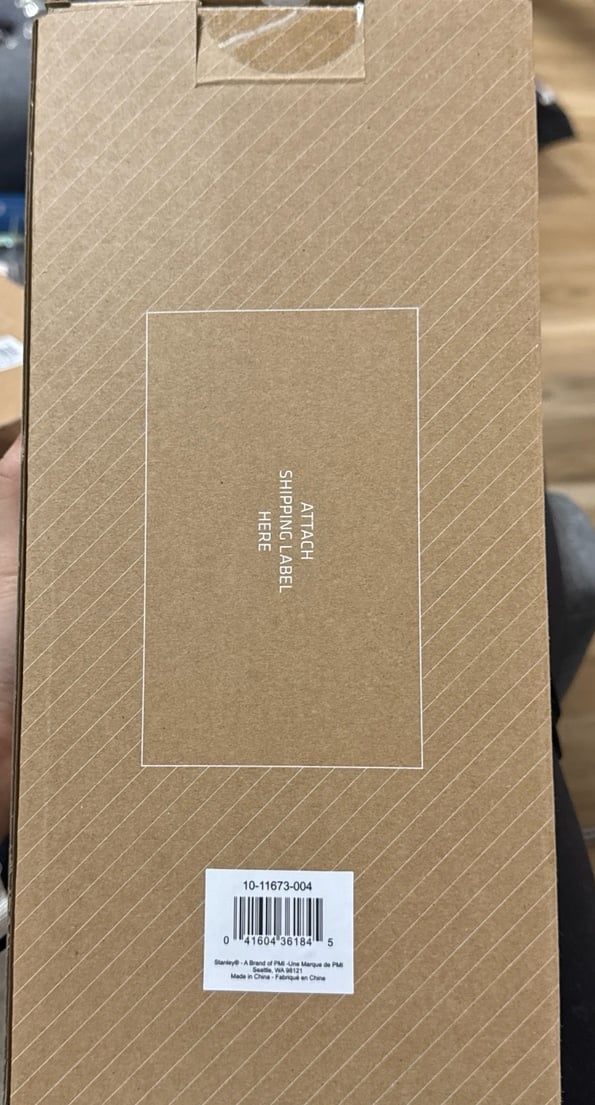 ATTACH
SHIPPING LABEL
HERE
10-11673-004
0 41604 36184 5
Stanley® - A Brand of PMI -Une Marque de PMI
Seattle, WA 98121
Made in China - Fabriqué en Chine